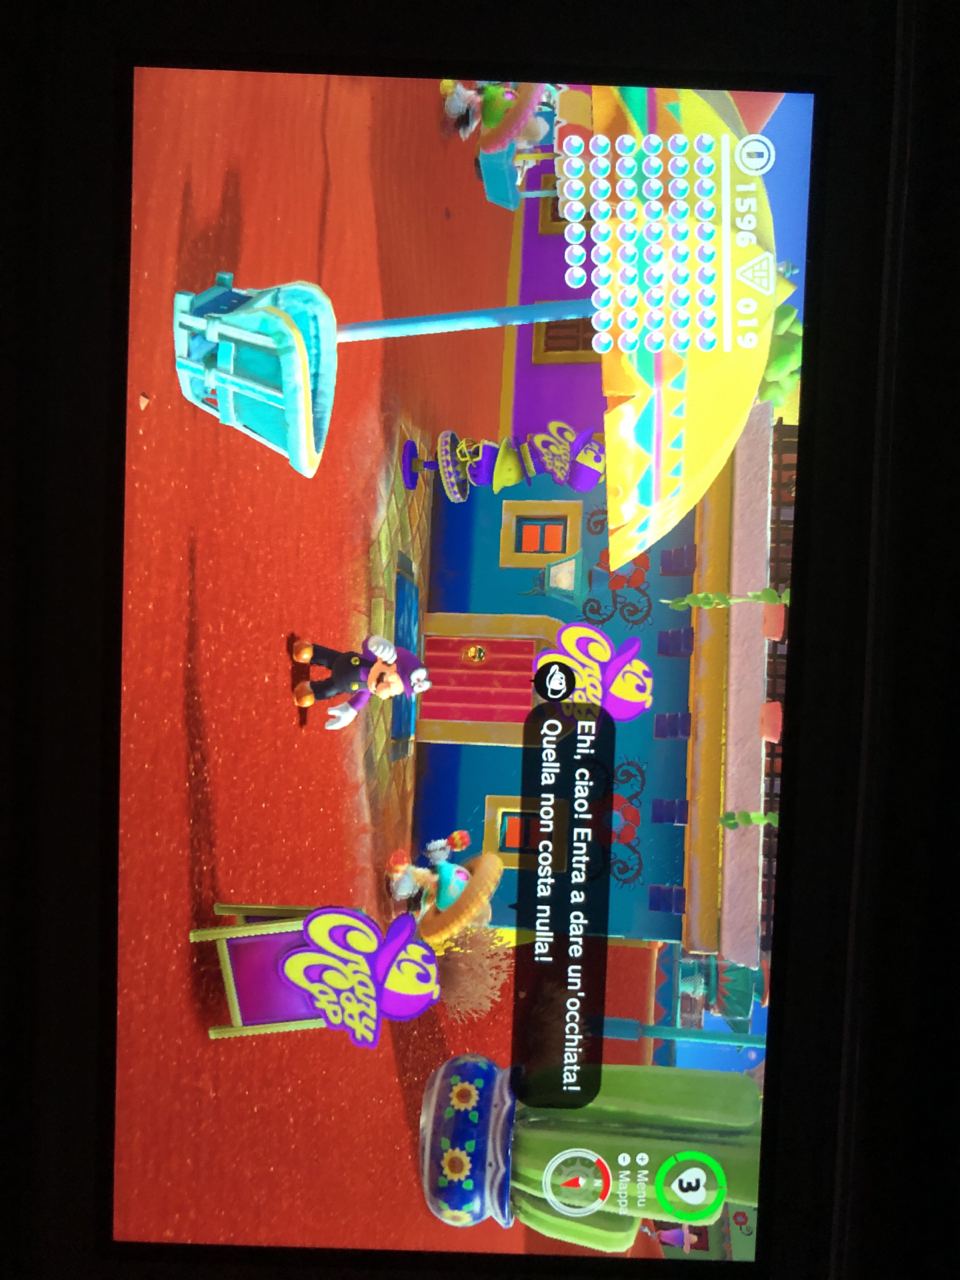 1596 019
3
+ Menu
- Mappa
N
Ehi, ciao! Entra a dare un'occhiata!
Quella non costa nulla!
Crazy
Cap
Crazy
Cap
Crazy
Cap